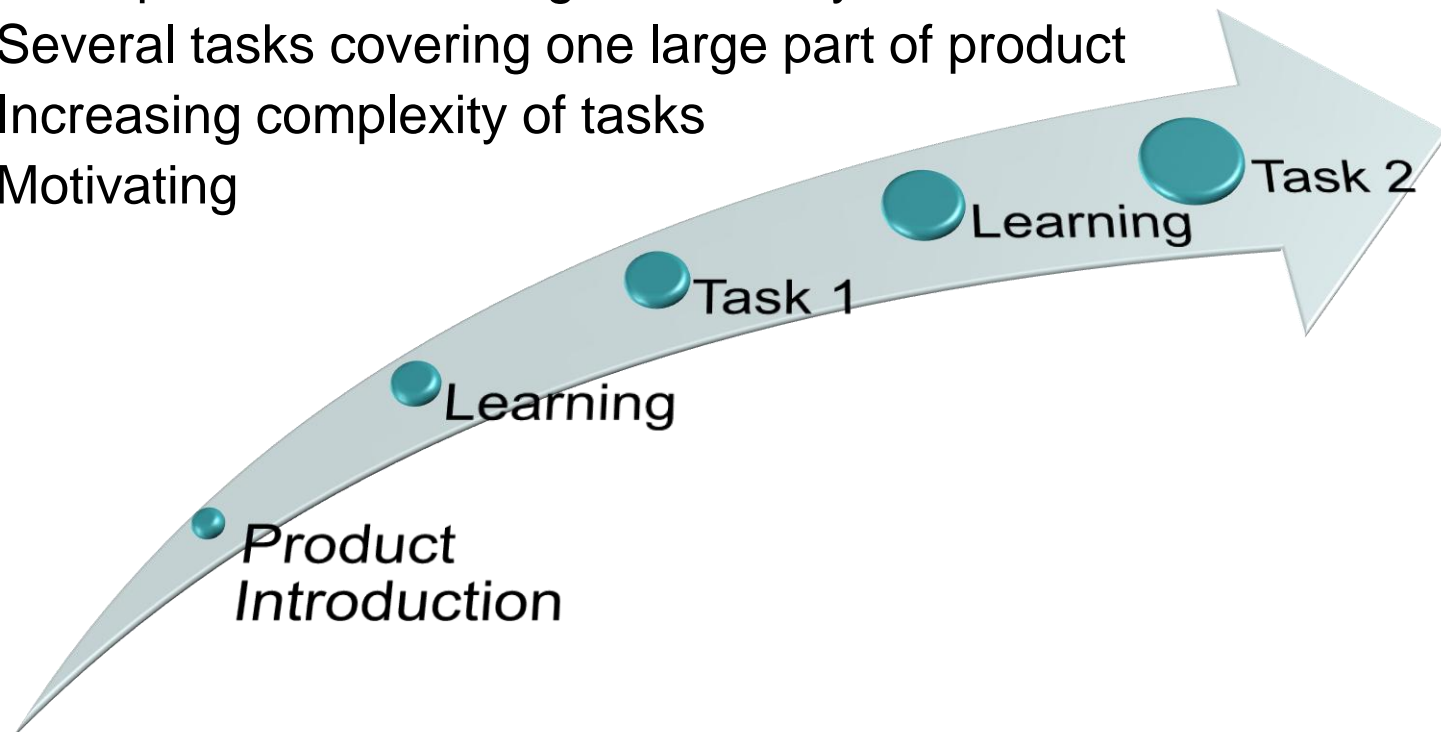 Several tasks covering one large part of product
Increasing complexity of tasks
Motivating
Task 2
Learning
Task 1
Learning
Product
Introduction